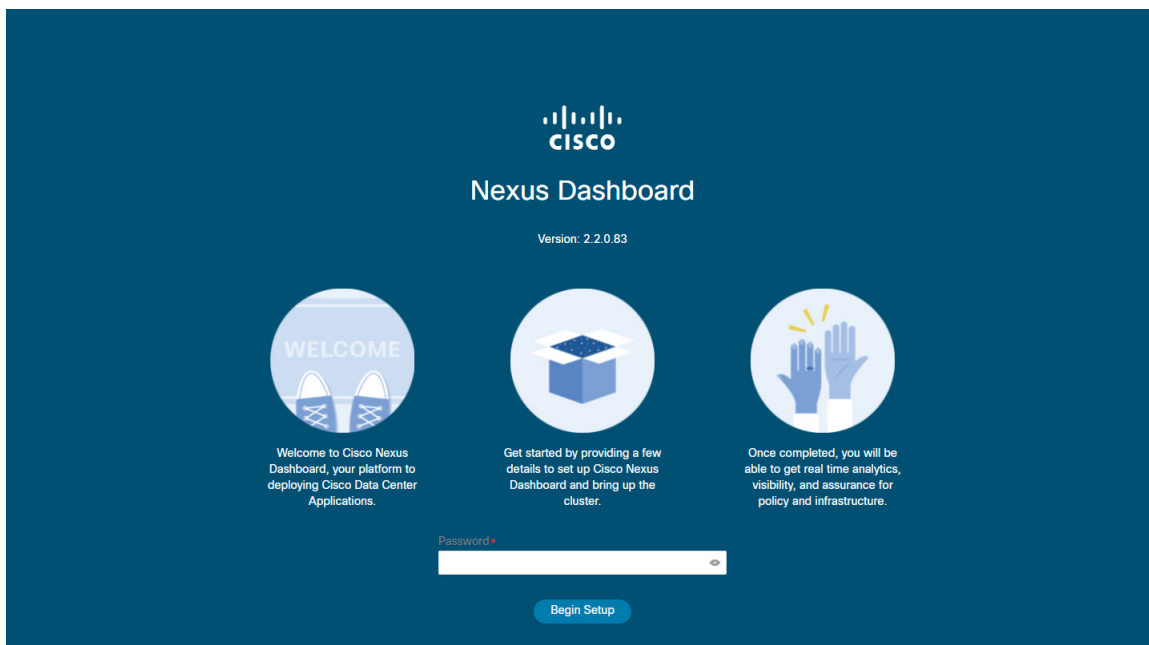 CISCO
Nexus Dashboard
Version: 2.2.0.83
WELCOME
Welcome to Cisco Nexus
Dashboard, your platform to
deploying Cisco Data Center
Applications.
Get started by providing a few
details to set up Cisco Nexus
Dashboard and bring up the
cluster.
Once completed, you will be
able to get real time analytics,
visibility, and assurance for
policy and infrastructure.
Password*
Begin Setup